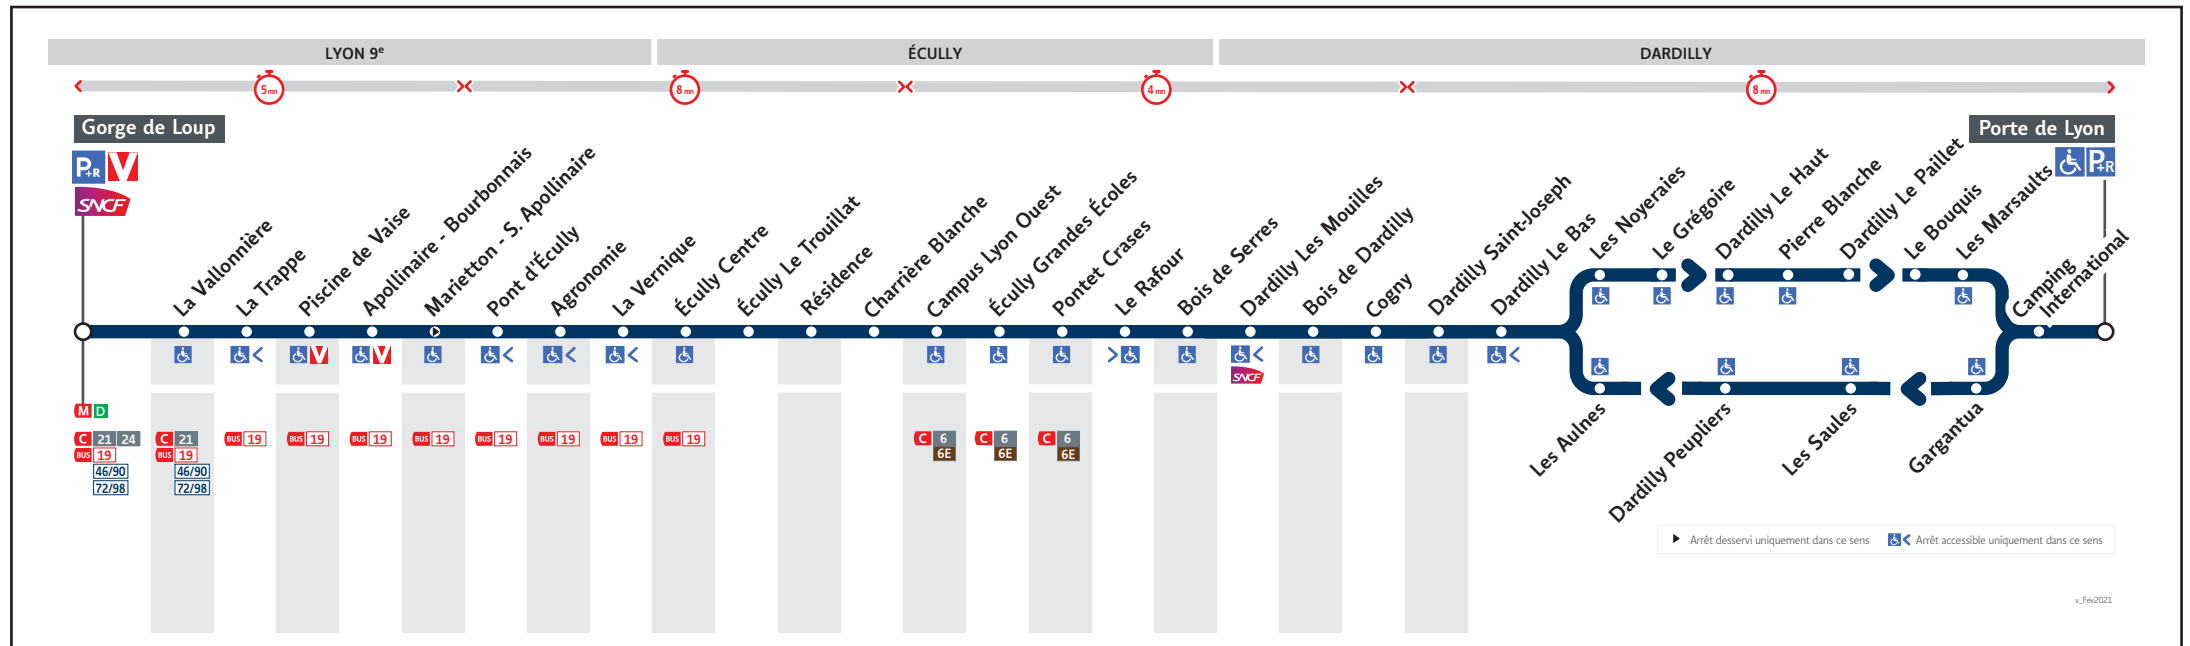 LYON 9e
ÉCULLY
DARDILLY
5 mn
8 mn
4 mn
8 mn
Gorge de Loup
Porte de Lyon
P+R V
SNCF
P+R
La Vallonnière
La Trappe
Piscine de Vaise
Apollinaire - Bourbonnais
Marietton - S. Apollinaire
Pont d'Écully
Agronomie
La Vernique
Écully Centre
Écully Le Trouillat
Résidence
Charrière Blanche
Campus Lyon Ouest
Écully Grandes Écoles
Pontet Crases
Le Rafour
Bois de Serres
Dardilly Les Mouilles
Bois de Dardilly
Cogny
Dardilly Saint-Joseph
Dardilly Le Bas
Les Noyeraies
Le Grégoire
Dardilly Le Haut
Pierre Blanche
Dardilly Le Paillet
Le Bouquis
Les Marsaults
Camping
International
V
V
SNCF
Les Aulnes
Dardilly Peupliers
Les Saules
Gargantua
M D
C 21 24
BUS 19
46/90
72/98
C 21
BUS 19
46/90
72/98
BUS 19
BUS 19
BUS 19
BUS 19
BUS 19
BUS 19
BUS 19
BUS 19
C 6
6E
C 6
6E
C 6
6E
Arrêt desservi uniquement dans ce sens
Arrêt accessible uniquement dans ce sens
v_Fév2021